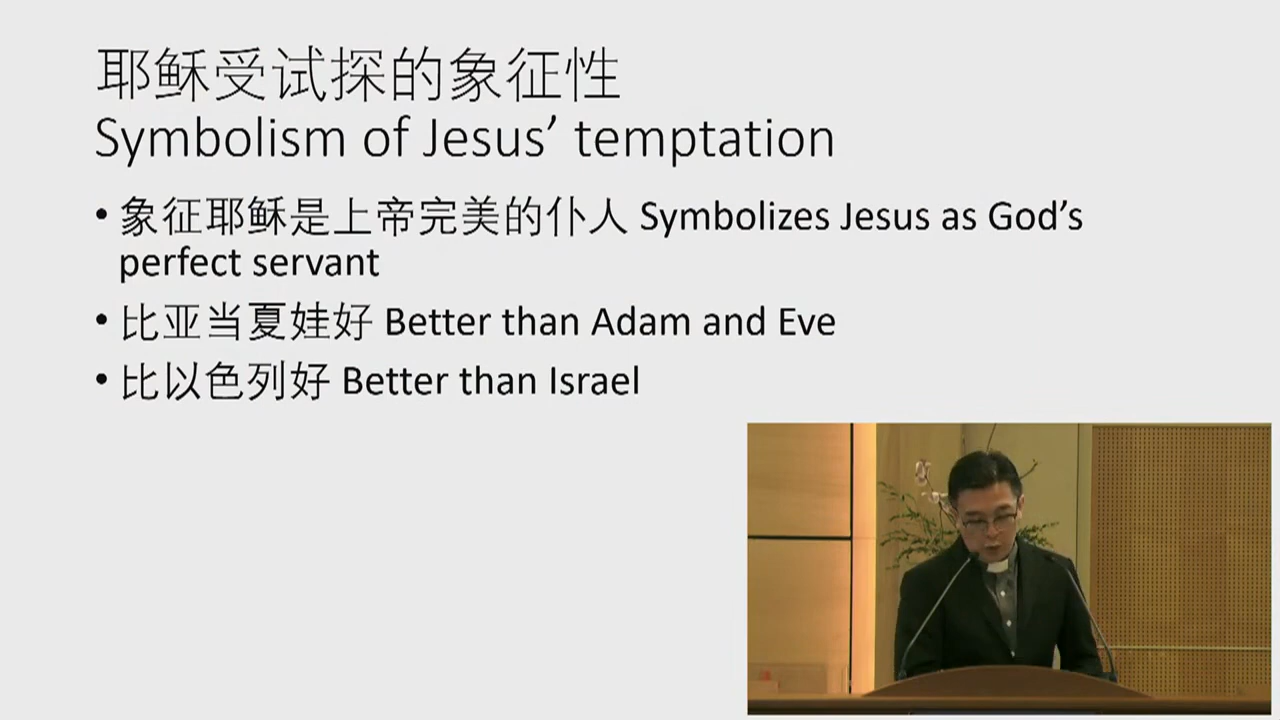 耶稣受试探的象征性
Symbolism of Jesus’ temptation
• 象征耶稣是上帝完美的仆人 Symbolizes Jesus as God’s
perfect servant
• 比亚当夏娃好 Better than Adam and Eve
• 比以色列好 Better than Israel